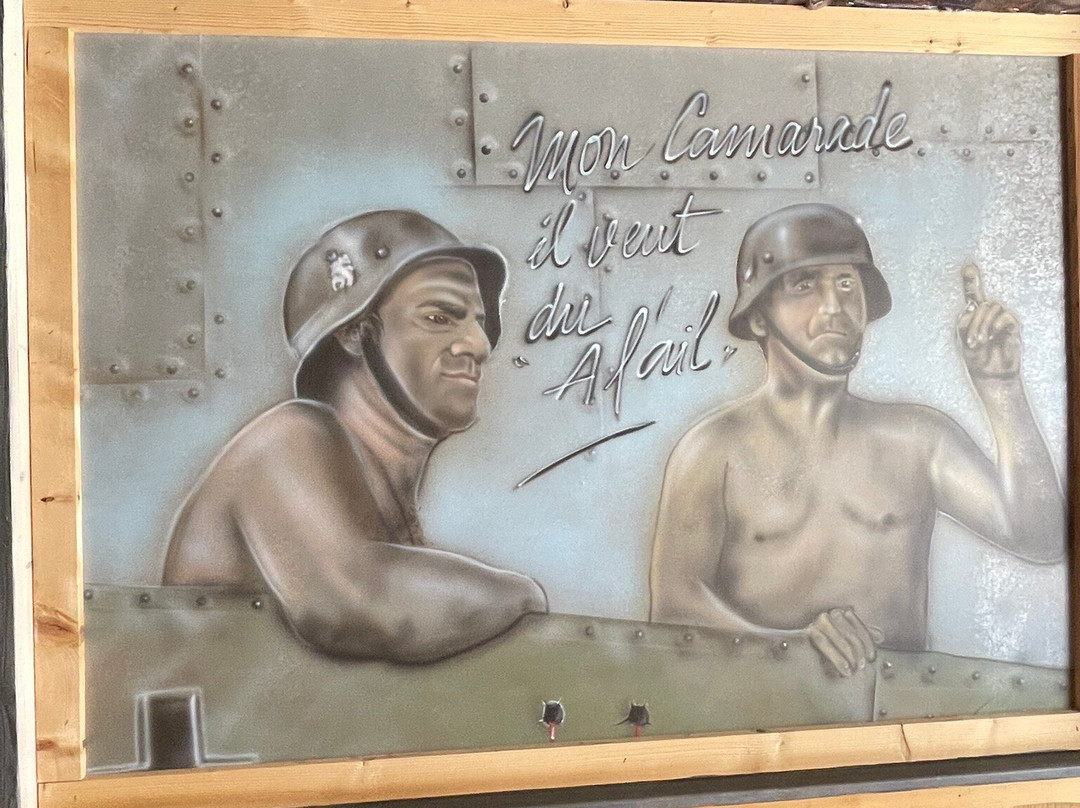 Mon Camarade
il veut
du
"A l'ail"